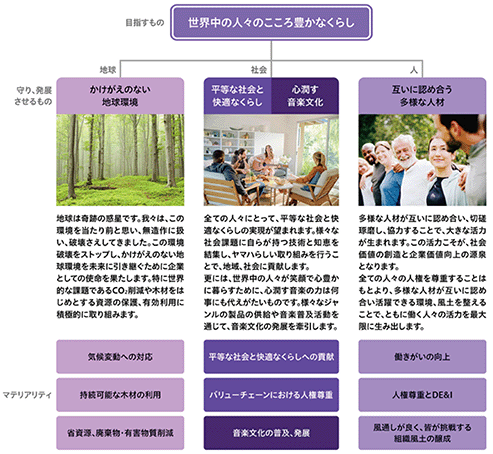 目指すもの
世界中の人々のこころ豊かなくらし
地球
社会
人
守り、発展
させるもの
かけがえのない
地球環境
平等な社会と
快適なくらし
心潤す
音楽文化
互いに認め合う
多様な人材
地球は奇跡の惑星です。我々は、この
環境を当たり前と思い、無造作に扱
い、破壊さえしてきました。この環境
破壊をストップし、かけがえのない地
球環境を未来に引き継ぐために企業
としての使命を果たします。特に世界
的な課題であるCO₂削減や木材をは
じめとする資源の保護、有効利用に
積極的に取り組みます。
全ての人々にとって、平等な社会と快
適なくらしの実現が望まれます。様々な
社会課題に自らが持つ技術と知恵を
結集し、ヤマハらしい取り組みを行うこ
とで、地域、社会に貢献します。
更には、世界中の人々が笑顔で心豊か
に暮らすために、心潤す音楽の力は何
事にも代えがたいものです。様々なジャ
ンルの製品の供給や音楽普及活動を
通じて、音楽文化の発展を牽引します。
多様な人材が互いに認め合い、切磋
琢磨し、協力することで、大きな活力
が生まれます。この活力こそが、社会
価値の創造と企業価値向上の源泉
となります。
全ての人々の人権を尊重することは
もとより、多様な人材が互いに認め
合い活躍できる環境、風土を整える
ことで、ともに働く人々の活力を最大
限に生み出します。
マテリアリティ
気候変動への対応
持続可能な木材の利用
省資源、廃棄物・有害物質削減
平等な社会と快適なくらしへの貢献
バリューチェーンにおける人権尊重
音楽文化の普及、発展
働きがいの向上
人権尊重とDE&I
風通しが良く、皆が挑戦する
組織風土の醸成